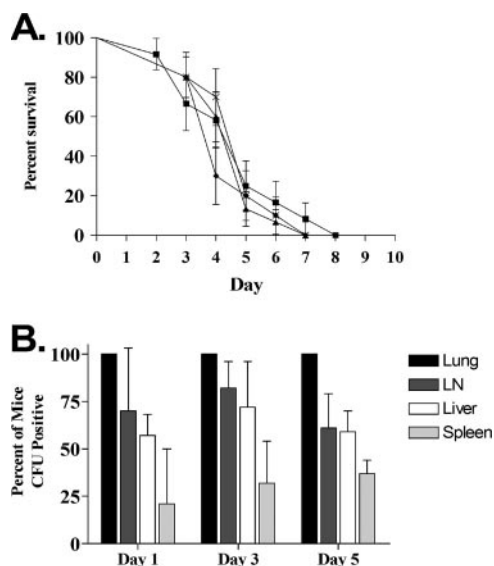 A.
Percent survival
100
80
60
40
20
0
0 1 2 3 4 5 6 7 8 9 10
Day
B.
Percent of Mice
CFU Positive
100
75
50
25
0
Day 1 Day 3 Day 5
Lung
LN
Liver
Spleen